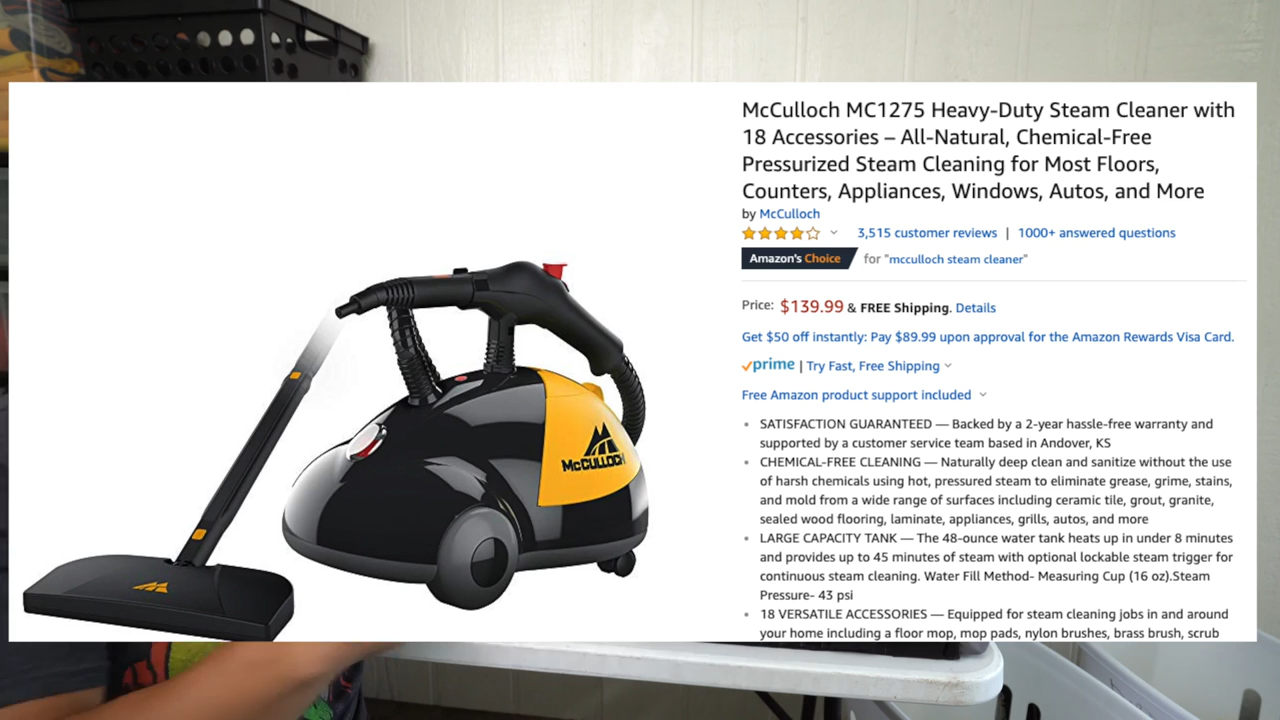 McCulloch MC1275 Heavy-Duty Steam Cleaner with
18 Accessories – All-Natural, Chemical-Free
Pressurized Steam Cleaning for Most Floors,
Counters, Appliances, Windows, Autos, and More
by McCulloch
3,515 customer reviews | 1000+ answered questions
Amazon's Choice for "mcculloch steam cleaner"
Price: $139.99 & FREE Shipping. Details
Get $50 off instantly: Pay $89.99 upon approval for the Amazon Rewards Visa Card.
prime | Try Fast, Free Shipping
Free Amazon product support included
• SATISFACTION GUARANTEED — Backed by a 2-year hassle-free warranty and
supported by a customer service team based in Andover, KS
• CHEMICAL-FREE CLEANING — Naturally deep clean and sanitize without the use
of harsh chemicals using hot, pressured steam to eliminate grease, grime, stains,
and mold from a wide range of surfaces including ceramic tile, grout, granite,
sealed wood flooring, laminate, appliances, grills, autos, and more
• LARGE CAPACITY TANK — The 48-ounce water tank heats up in under 8 minutes
and provides up to 45 minutes of steam with optional lockable steam trigger for
continuous steam cleaning. Water Fill Method- Measuring Cup (16 oz).Steam
Pressure- 43 psi
• 18 VERSATILE ACCESSORIES — Equipped for steam cleaning jobs in and around
your home including a floor mop, mop pads, nylon brushes, brass brush, scrub
McCULLOCH